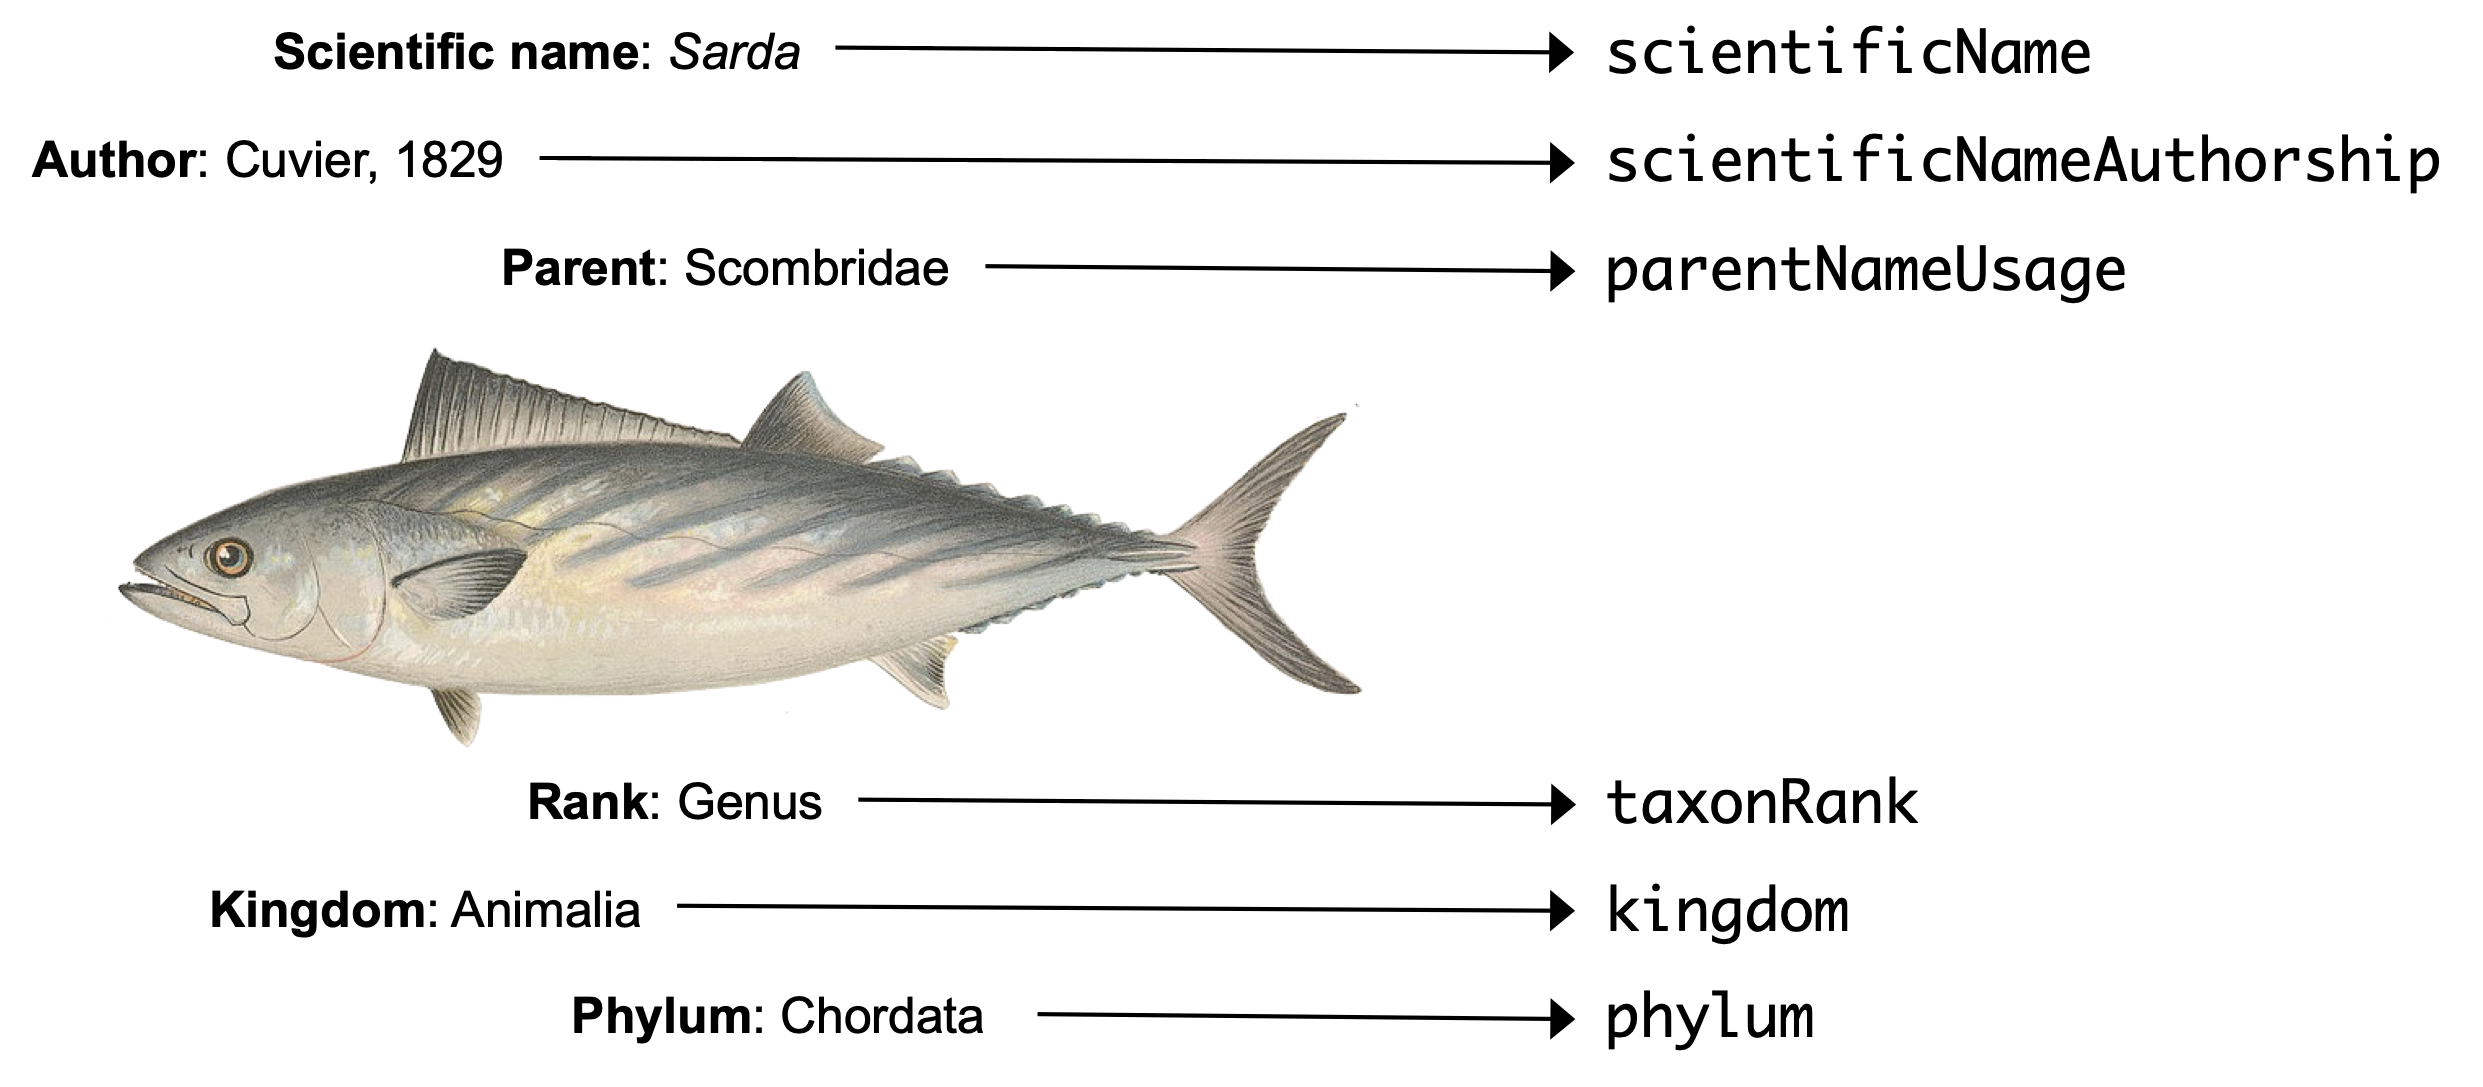 Scientific name: Sarda scientificName
Author: Cuvier, 1829 scientificNameAuthorship
Parent: Scombridae parentNameUsage
Rank: Genus taxonRank
Kingdom: Animalia kingdom
Phylum: Chordata phylum